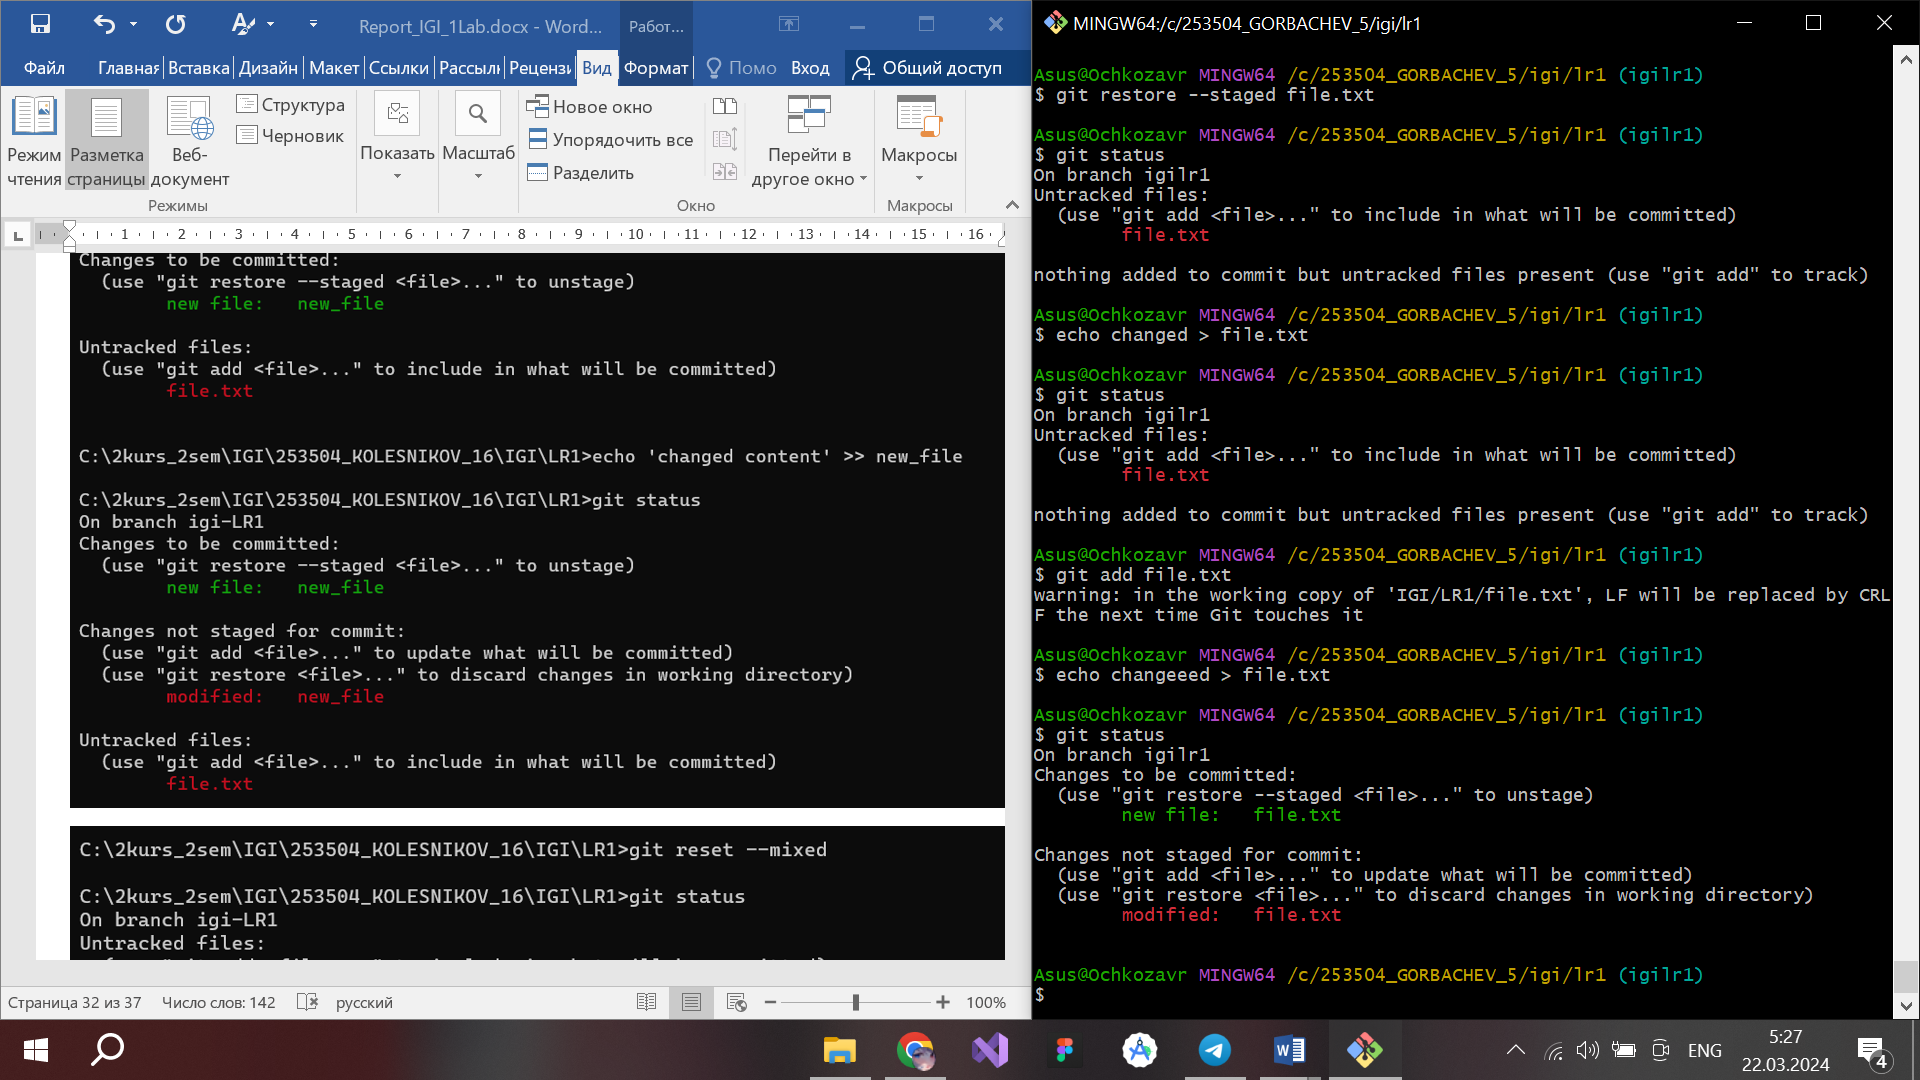 Report_IGI_1Lab.docx - Word...
Работ...
Файл
Главная
Вставка
Дизайн
Макет
Ссылки
Рассыл
Рецензи
Вид
Формат
Помо
Вход
Общий доступ
Режим чтения
Разметка страницы
Веб-документ
Структура
Черновик
Режимы
Показать
Масштаб
Новое окно
Упорядочить все
Разделить
Перейти в другое окно
Окно
Макросы
Макросы
1 2 3 4 5 6 7 8 9 10 11 12 13 14 15 16
Changes to be committed:
(use "git restore --staged <file>..." to unstage)
new file:   new_file
Untracked files:
(use "git add <file>..." to include in what will be committed)
file.txt
C:\2kurs_2sem\IGI\253504_KOLESNIKOV_16\IGI\LR1>echo 'changed content' >> new_file
C:\2kurs_2sem\IGI\253504_KOLESNIKOV_16\IGI\LR1>git status
On branch igi-LR1
Changes to be committed:
(use "git restore --staged <file>..." to unstage)
new file:   new_file
Changes not staged for commit:
(use "git add <file>..." to update what will be committed)
(use "git restore <file>..." to discard changes in working directory)
modified:   new_file
Untracked files:
(use "git add <file>..." to include in what will be committed)
file.txt
C:\2kurs_2sem\IGI\253504_KOLESNIKOV_16\IGI\LR1>git reset --mixed
C:\2kurs_2sem\IGI\253504_KOLESNIKOV_16\IGI\LR1>git status
On branch igi-LR1
Untracked files:
Страница 32 из 37
Число слов: 142
русский
100%
MINGW64:/c/253504_GORBACHEV_5/igi/lr1
Asus@Ochkozavr MINGW64 /c/253504_GORBACHEV_5/igi/lr1 (igilr1)
$ git restore --staged file.txt
Asus@Ochkozavr MINGW64 /c/253504_GORBACHEV_5/igi/lr1 (igilr1)
$ git status
On branch igilr1
Untracked files:
(use "git add <file>..." to include in what will be committed)
file.txt
nothing added to commit but untracked files present (use "git add" to track)
Asus@Ochkozavr MINGW64 /c/253504_GORBACHEV_5/igi/lr1 (igilr1)
$ echo changed > file.txt
Asus@Ochkozavr MINGW64 /c/253504_GORBACHEV_5/igi/lr1 (igilr1)
$ git status
On branch igilr1
Untracked files:
(use "git add <file>..." to include in what will be committed)
file.txt
nothing added to commit but untracked files present (use "git add" to track)
Asus@Ochkozavr MINGW64 /c/253504_GORBACHEV_5/igi/lr1 (igilr1)
$ git add file.txt
warning: in the working copy of 'IGI/LR1/file.txt', LF will be replaced by CRL
F the next time Git touches it
Asus@Ochkozavr MINGW64 /c/253504_GORBACHEV_5/igi/lr1 (igilr1)
$ echo changeeed > file.txt
Asus@Ochkozavr MINGW64 /c/253504_GORBACHEV_5/igi/lr1 (igilr1)
$ git status
On branch igilr1
Changes to be committed:
(use "git restore --staged <file>..." to unstage)
new file:   file.txt
Changes not staged for commit:
(use "git add <file>..." to update what will be committed)
(use "git restore <file>..." to discard changes in working directory)
modified:   file.txt
Asus@Ochkozavr MINGW64 /c/253504_GORBACHEV_5/igi/lr1 (igilr1)
$
ENG
5:27
22.03.2024
4